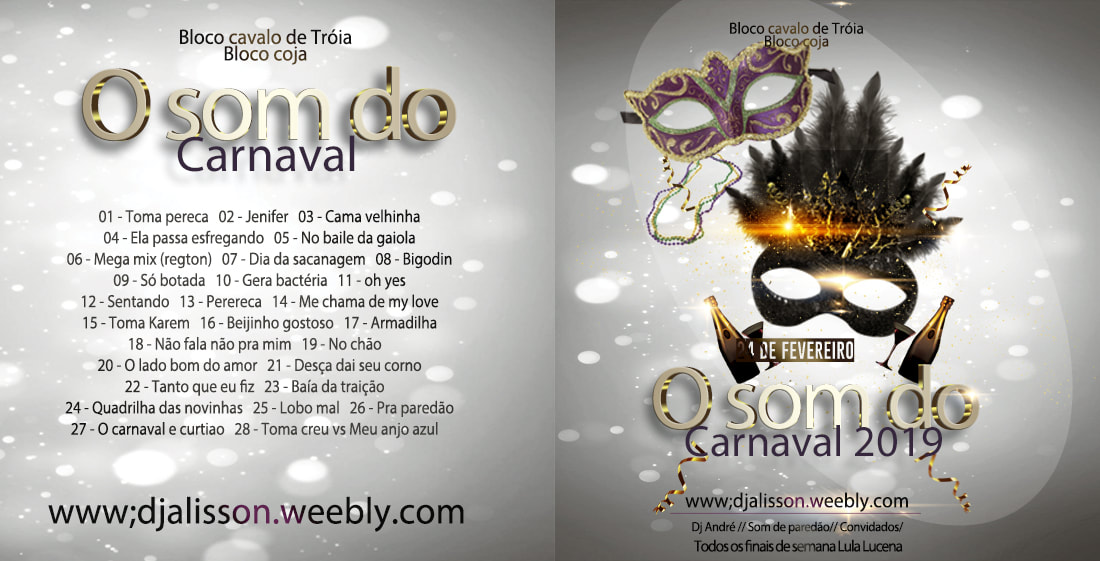 Bloco cavalo de Tróia
Bloco coja
O som do
Carnaval
01 - Toma pereca 02 - Jenifer 03 - Cama velhinha
04 - Ela passa esfregando 05 - No baile da gaiola
06 - Mega mix (regton) 07 - Dia da sacanagem 08 - Bigodin
09 - Só botada 10 - Gera bactéria 11 - oh yes
12 - Sentando 13 - Perereca 14 - Me chama de my love
15 - Toma Karem 16 - Beijinho gostoso 17 - Armadilha
18 - Não fala não pra mim 19 - No chão
20 - O lado bom do amor 21 - Desça dai seu corno
22 - Tanto que eu fiz 23 - Baía da traição
24 - Quadrilha das novinhas 25 - Lobo mal 26 - Pra paredão
27 - O carnaval e curtiao 28 - Toma creu vs Meu anjo azul
www;djalisson.weebly.com
Bloco cavalo de Tróia
Bloco coja
24 DE FEVEREIRO
O som do
Carnaval 2019
www;djalisson.weebly.com
Dj André // Som de paredão// Convidados/
Todos os finais de semana Lula Lucena